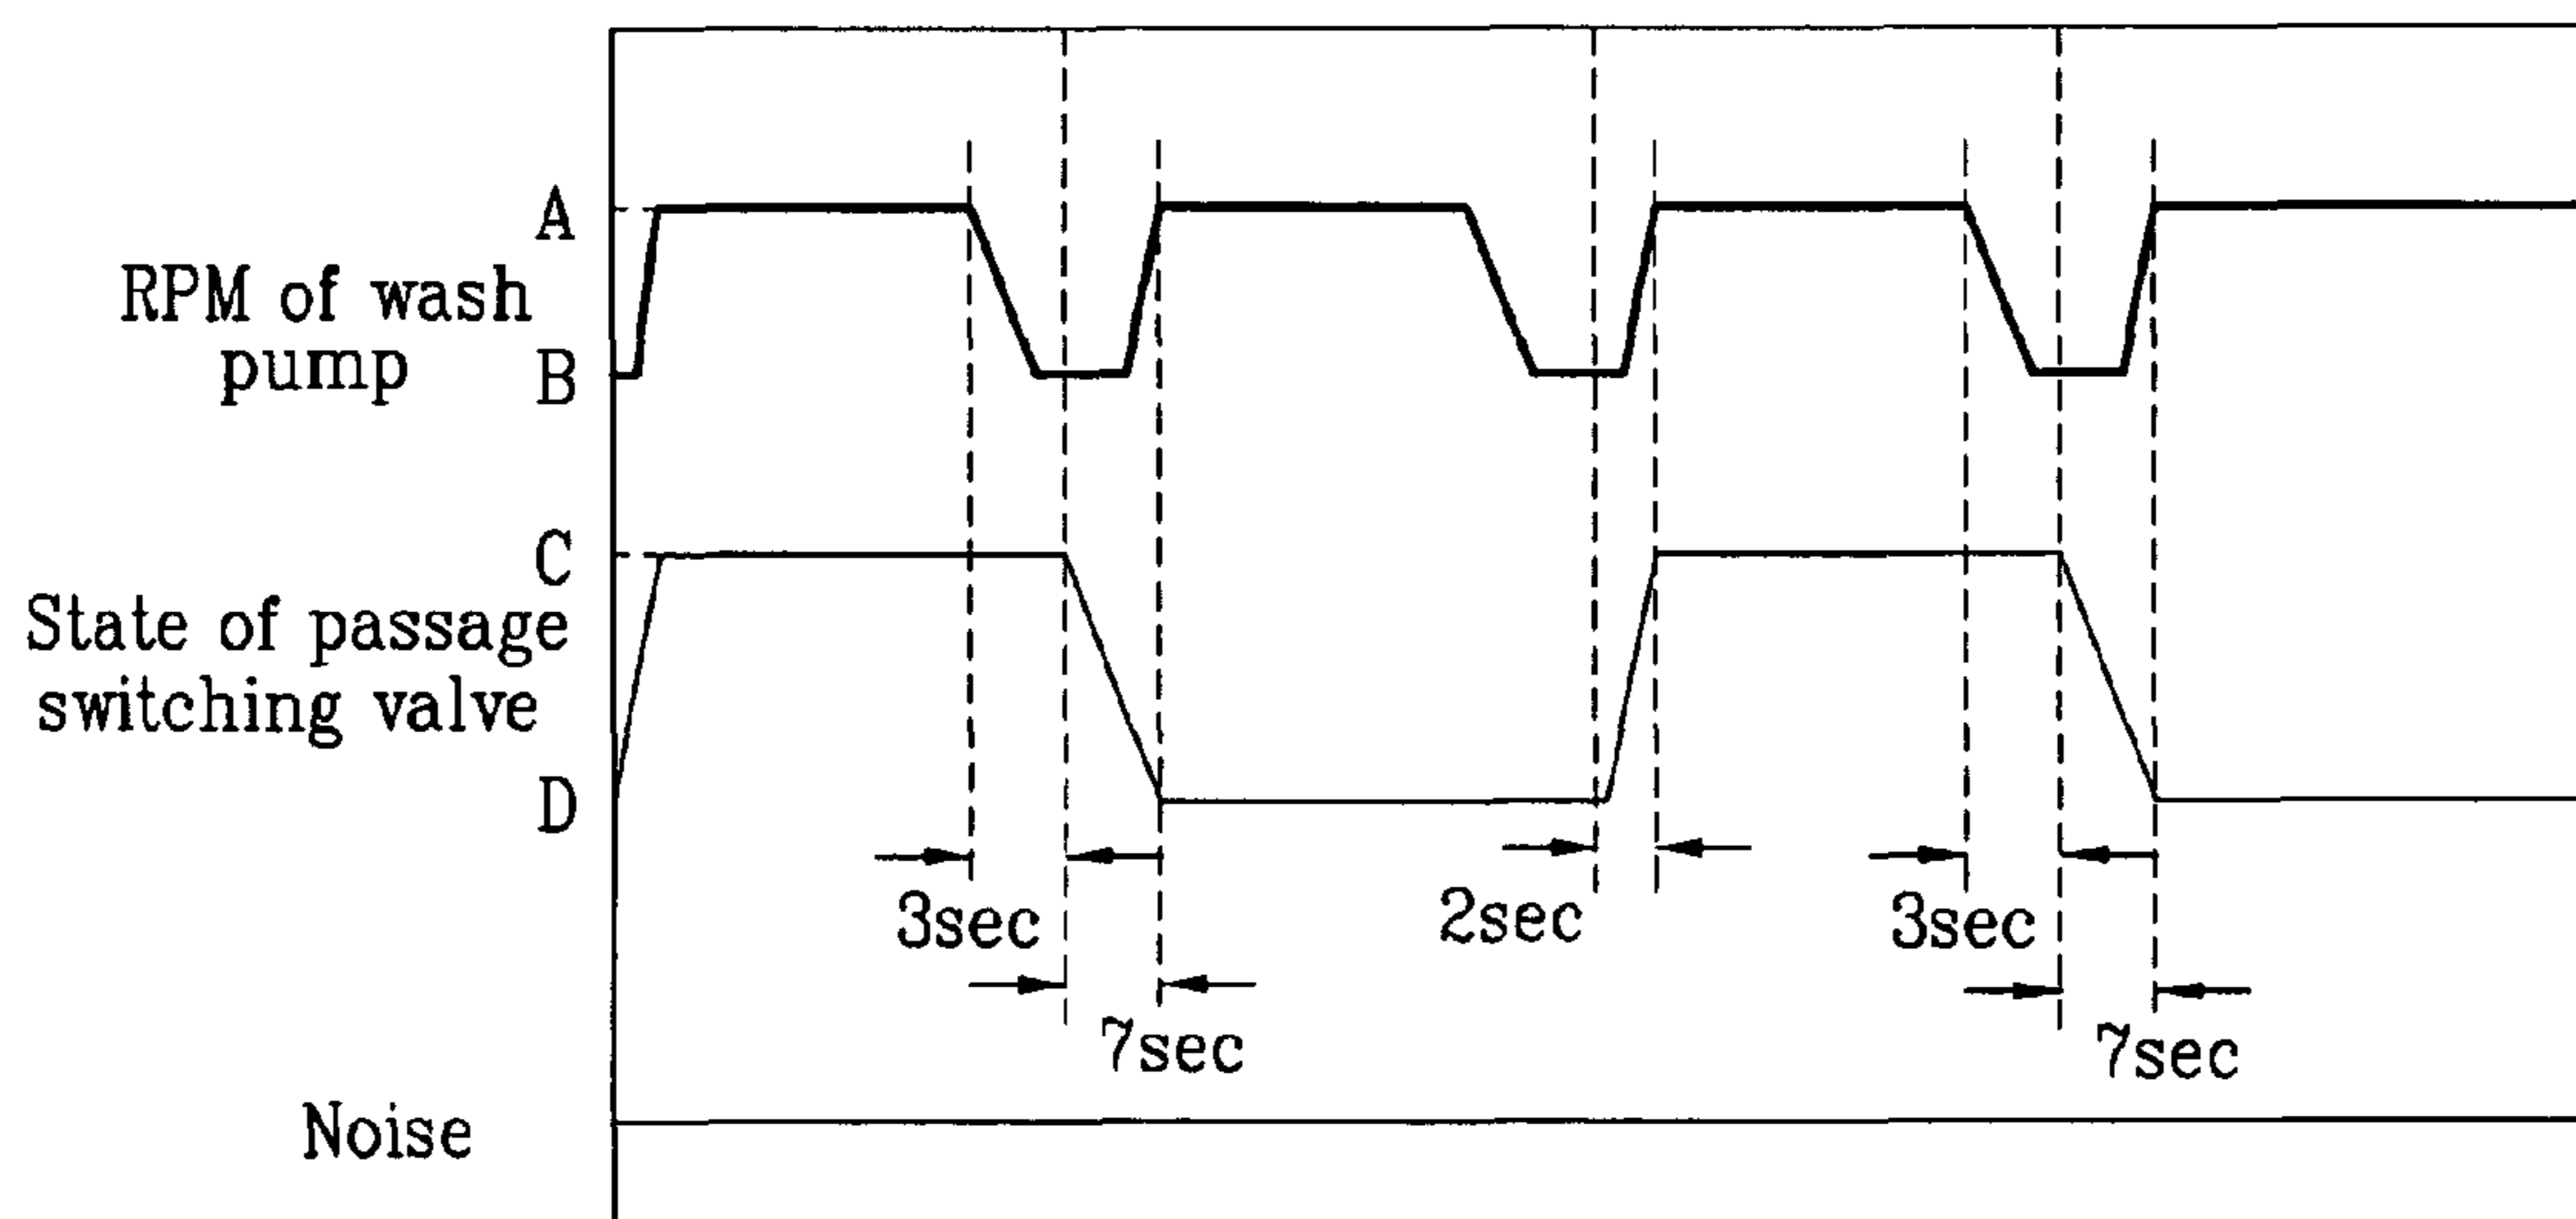 A
RPM of wash
pump
B
C
State of passage
switching valve
D
3sec
2sec
3sec
7sec
7sec
Noise